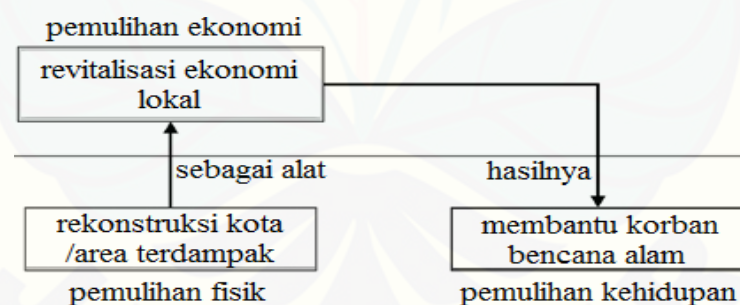 pemulihan ekonomi
revitalisasi ekonomi
lokal
sebagai alat
hasilnya
rekonstruksi kota
/area terdampak
pemulihan fisik
membantu korban
bencana alam
pemulihan kehidupan